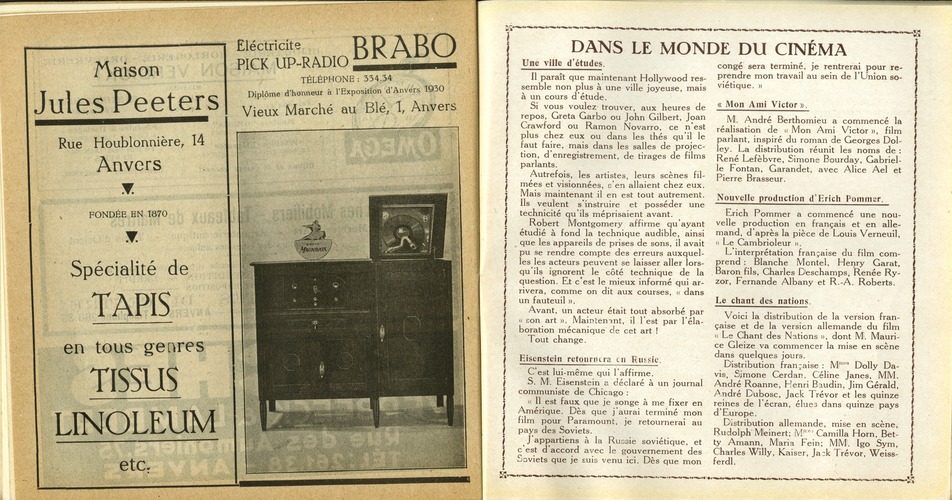 Maison
Jules Peeters
Rue Houblonnière, 14
Anvers
FONDÉE EN 1870
Spécialité de
TAPIS
en tous genres
TISSUS
LINOLEUM
etc.
Eléctricite
PICK UP-RADIO BRABO
TÉLÉPHONE : 334,34
Diplôme d'honneur à l'Exposition d'Anvers 1930
Vieux Marché au Blé, 1, Anvers
DANS LE MONDE DU CINÉMA
Une ville d'études.
Il paraît que maintenant Hollywood res-
semble non plus à une ville joyeuse, mais
à un cours d'étude.
Si vous voulez trouver, aux heures de
repos, Greta Garbo ou John Gilbert, Joan
Crawford ou Ramon Novarro, ce n'est
plus chez eux ou dans les thés qu'il le
faut faire, mais dans les salles de projec-
tion, d'enregistrement, de tirages de films
parlants.
Autrefois, les artistes, leurs scènes fil-
mées et visionnées, s'en allaient chez eux.
Mais maintenant il en est tout autrement.
Ils veulent s'instruire et posséder une
technicité qu'ils méprisaient avant.
Robert Montgomery affirme qu'ayant
étudié à fond la technique audible, ainsi
que les appareils de prises de sons, il avait
pu se rendre compte des erreurs auxquel-
les les acteurs peuvent se laisser aller lors-
qu'ils ignorent le côté technique de la
question. Et c'est le mieux informé qui ar-
rivera, comme on dit aux courses, « dans
un fauteuil ».
Avant, un acteur était tout absorbé par
« son art ». Maintenant, il l'est par l'éla-
boration mécanique de cet art !
Tout change.
Eisenstein retournera en Russie.
C'est lui-même qui l'affirme.
S. M. Eisenstein a déclaré à un journal
communiste de Chicago :
« Il est faux que je songe à me fixer en
Amérique. Dès que j'aurai terminé mon
film pour Paramount, je retournerai au
pays des Soviets.
J'appartiens à la Russie soviétique, et
c'est d'accord avec le gouvernement des
Soviets que je suis venu ici. Dès que mon
congé sera terminé, je rentrerai pour re-
prendre mon travail au sein de l'Union so-
viétique. »
« Mon Ami Victor ».
M. André Berthomieu a commencé la
réalisation de « Mon Ami Victor », film
parlant, inspiré du roman de Georges Dol-
ley. La distribution réunit les noms de :
René Lefèbvre, Simone Bourday, Gabriel-
le Fontan, Garandet, avec Alice Ael et
Pierre Brasseur.
Nouvelle production d'Erich Pommer.
Erich Pommer a commencé une nou-
velle production en français et en alle-
mand, d'après la pièce de Louis Verneuil,
« Le Cambrioleur ».
L'interprétation française du film com-
prend : Blanche Montel, Henry Garat,
Baron fils, Charles Deschamps, Renée Ry-
zor, Fernande Albany et R.-A. Roberts.
Le chant des nations.
Voici la distribution de la version fran-
çaise et de la version allemande du film
« Le Chant des Nations », dont M. Mauri-
ce Gleize va commencer la mise en scène
dans quelques jours.
Distribution française : Mmes Dolly Da-
vis, Simone Cerdan, Céline Janes, MM.
André Roanne, Henri Baudin, Jim Gérald,
André Dubosc, Jack Trévor et les quinze
reines de l'écran, élues dans quinze pays
d'Europe.
Distribution allemande, mise en scène,
Rudolph Meinert; Mmes Camilla Horn, Bet-
ty Amann, Maria Fein; MM. Igo Sym,
Charles Willy, Kaiser, Jack Trévor, Weiss-
ferdl.